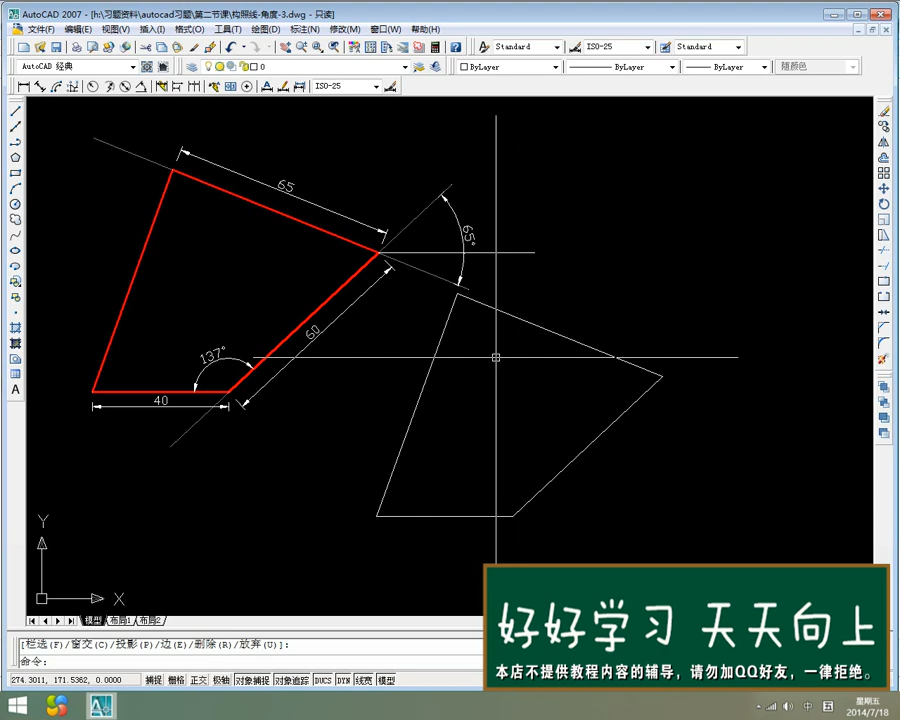 AutoCAD 2007 - [h:\习题资料\autocad习题\第二节课\构照线-角度-3.dwg - 只读]
文件(F) 编辑(E) 视图(V) 插入(I) 格式(O) 工具(T) 绘图(D) 标注(N) 修改(M) 窗口(W) 帮助(H)
Standard ISO-25 Standard
AutoCAD 经典 0 ByLayer ByLayer ByLayer 随颜色
ISO-25
65
65°
60
137°
40
Y
X
模型 布局1 布局2
[栏选(F)/窗交(C)/投影(P)/边(E)/删除(R)/放弃(U)]:
命令:
274.3011, 171.5362, 0.0000 捕捉 栅格 正交 极轴 对象捕捉 对象追踪 DUCS DYN 线宽 模型
好好学习 天天向上
本店不提供教程内容的辅导，请勿加QQ好友，一律拒绝。
中
星期五
2014/7/18